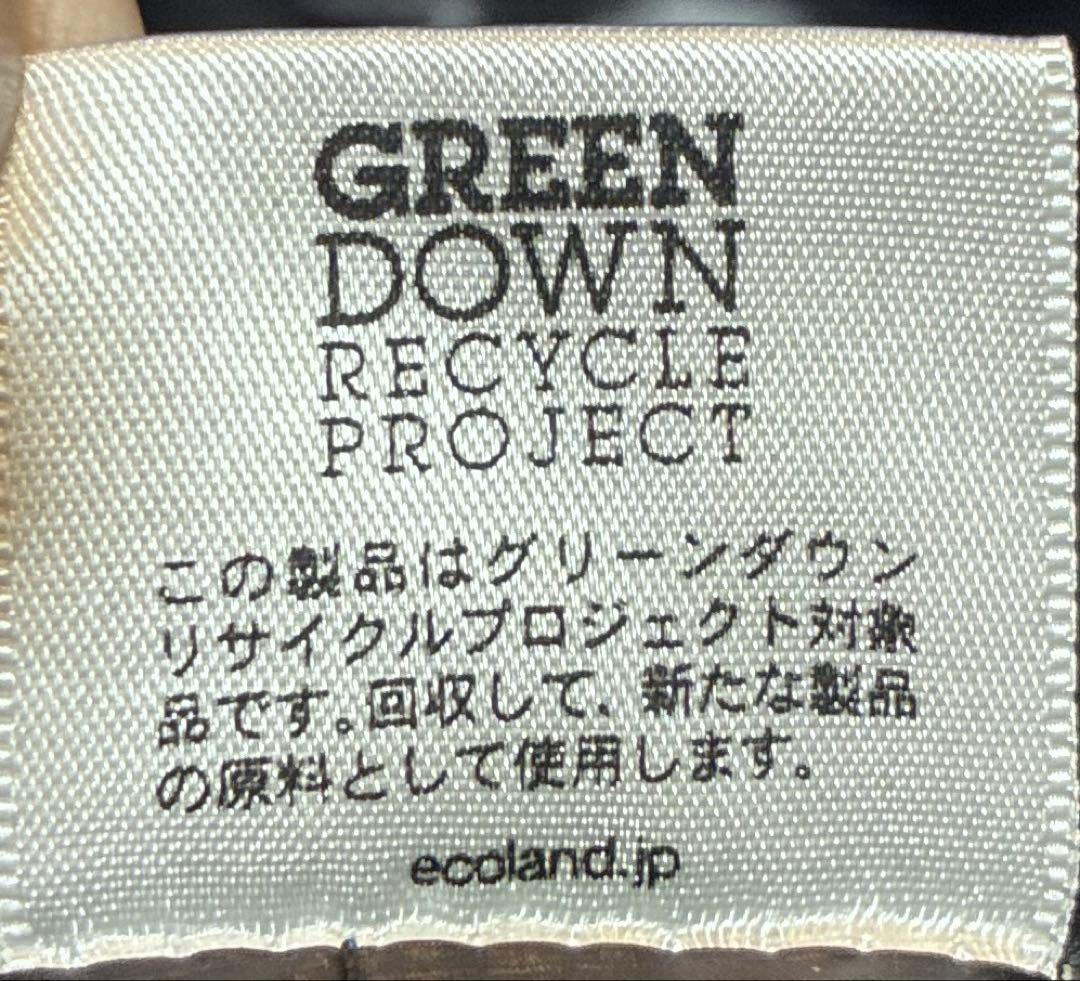 GREEN
DOWN
RECYCLE
PROJECT
この製品はグリーンダウン
リサイクルプロジェクト対象
品です。回収して、新たな製品
の原料として使用します。
ecoland.jp